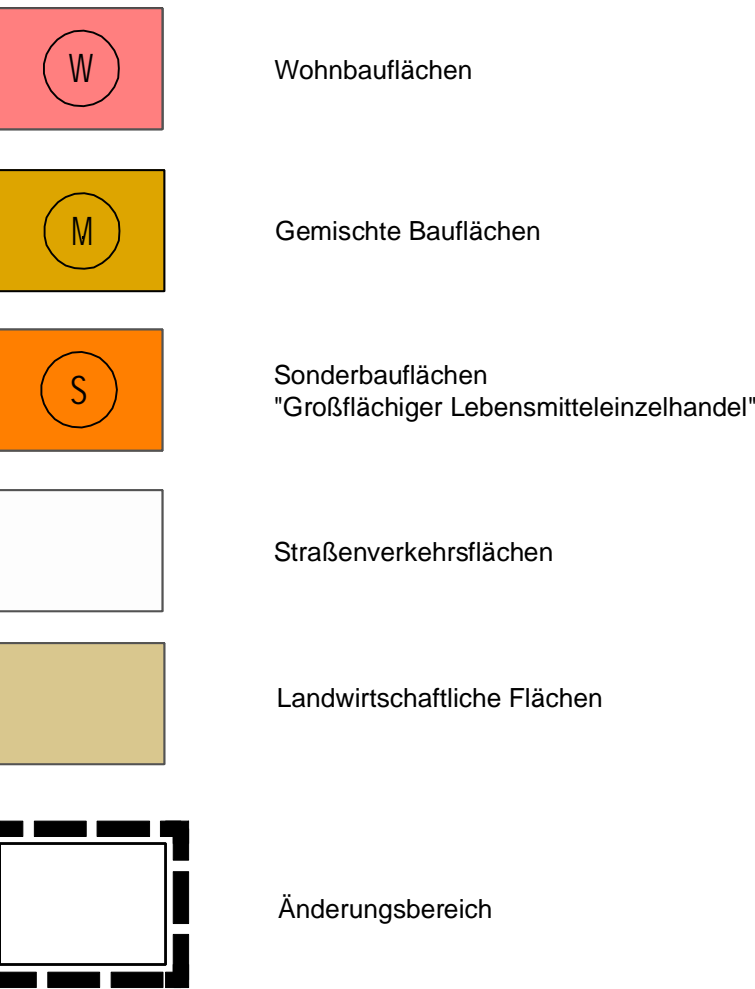 W
Wohnbauflächen
M
Gemischte Bauflächen
S
Sonderbauflächen
"Großflächiger Lebensmitteleinzelhandel"
Straßenverkehrsflächen
Landwirtschaftliche Flächen
Änderungsbereich